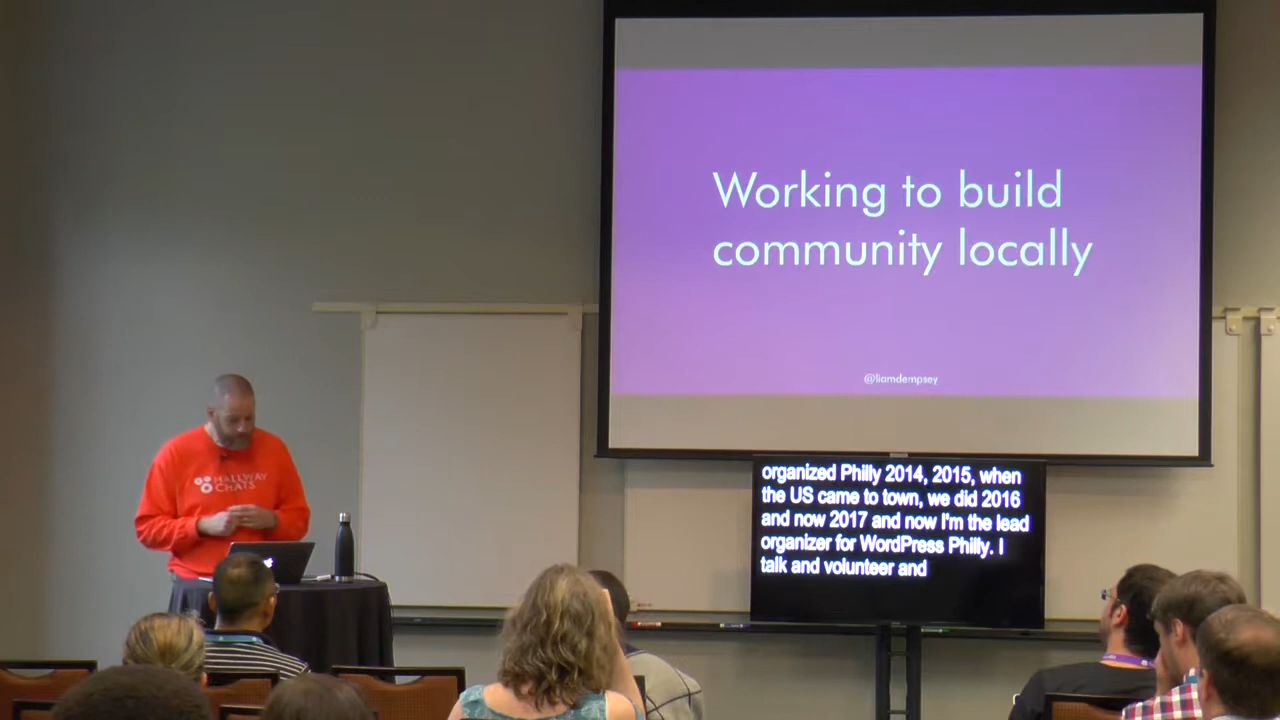 Working to build
community locally
@liamdempsey
HALLWAY
CHATS
organized Philly 2014, 2015, when
the US came to town, we did 2016
and now 2017 and now I'm the lead
organizer for WordPress Philly. I
talk and volunteer and